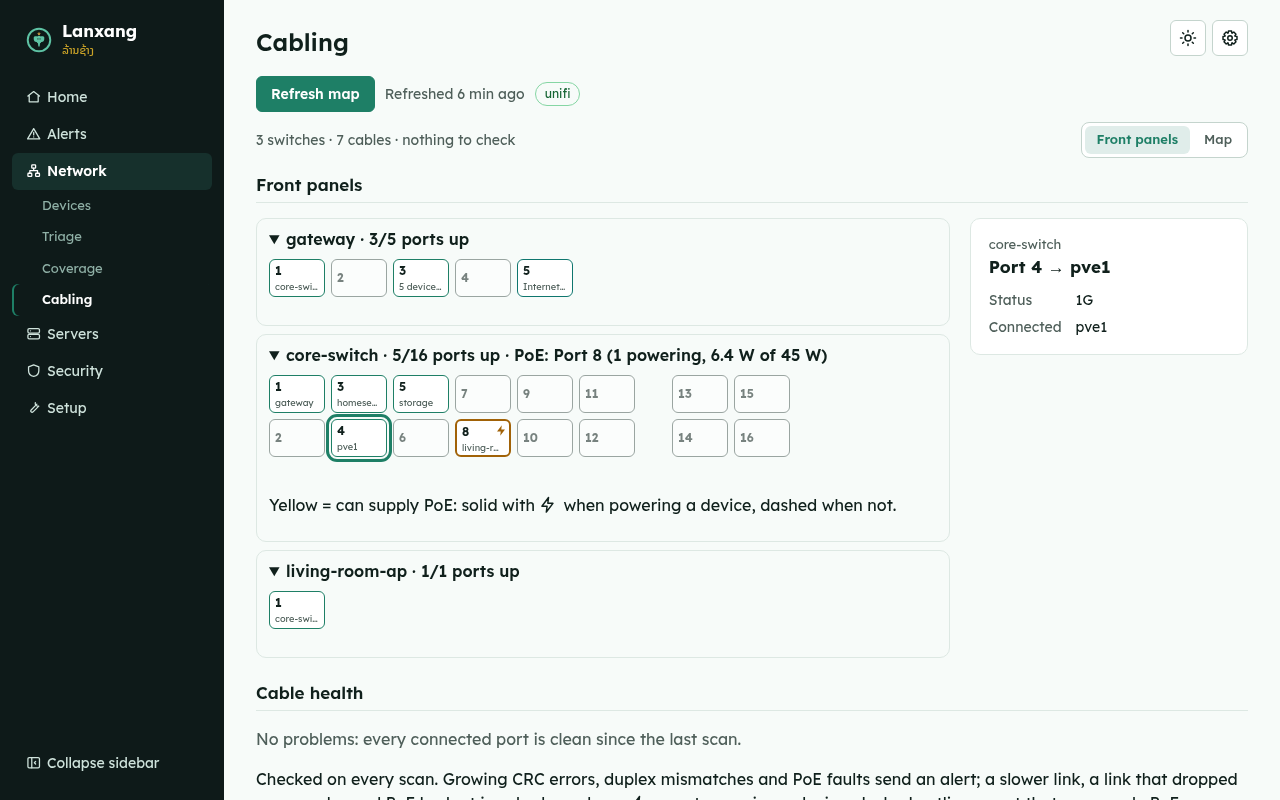 Lanxang
ລ້ານຊ້າງ
Home
Alerts
Network
Devices
Triage
Coverage
Cabling
Servers
Security
Setup
Collapse sidebar
Cabling
Refresh map
Refreshed 6 min ago
unifi
3 switches · 7 cables · nothing to check
Front panels
Map
Front panels
▼ gateway · 3/5 ports up
1
core-swi…
2
3
5 device…
4
5
Internet…
▼ core-switch · 5/16 ports up · PoE: Port 8 (1 powering, 6.4 W of 45 W)
1
gateway
3
homese…
5
storage
7
9
11
13
15
2
4
pve1
6
8
living-r…
10
12
14
16
Yellow = can supply PoE: solid with when powering a device, dashed when not.
▼ living-room-ap · 1/1 ports up
1
core-swi…
core-switch
Port 4 → pve1
Status 1G
Connected pve1
Cable health
No problems: every connected port is clean since the last scan.
Checked on every scan. Growing CRC errors, duplex mismatches and PoE faults send an alert; a slower link, a link that dropped